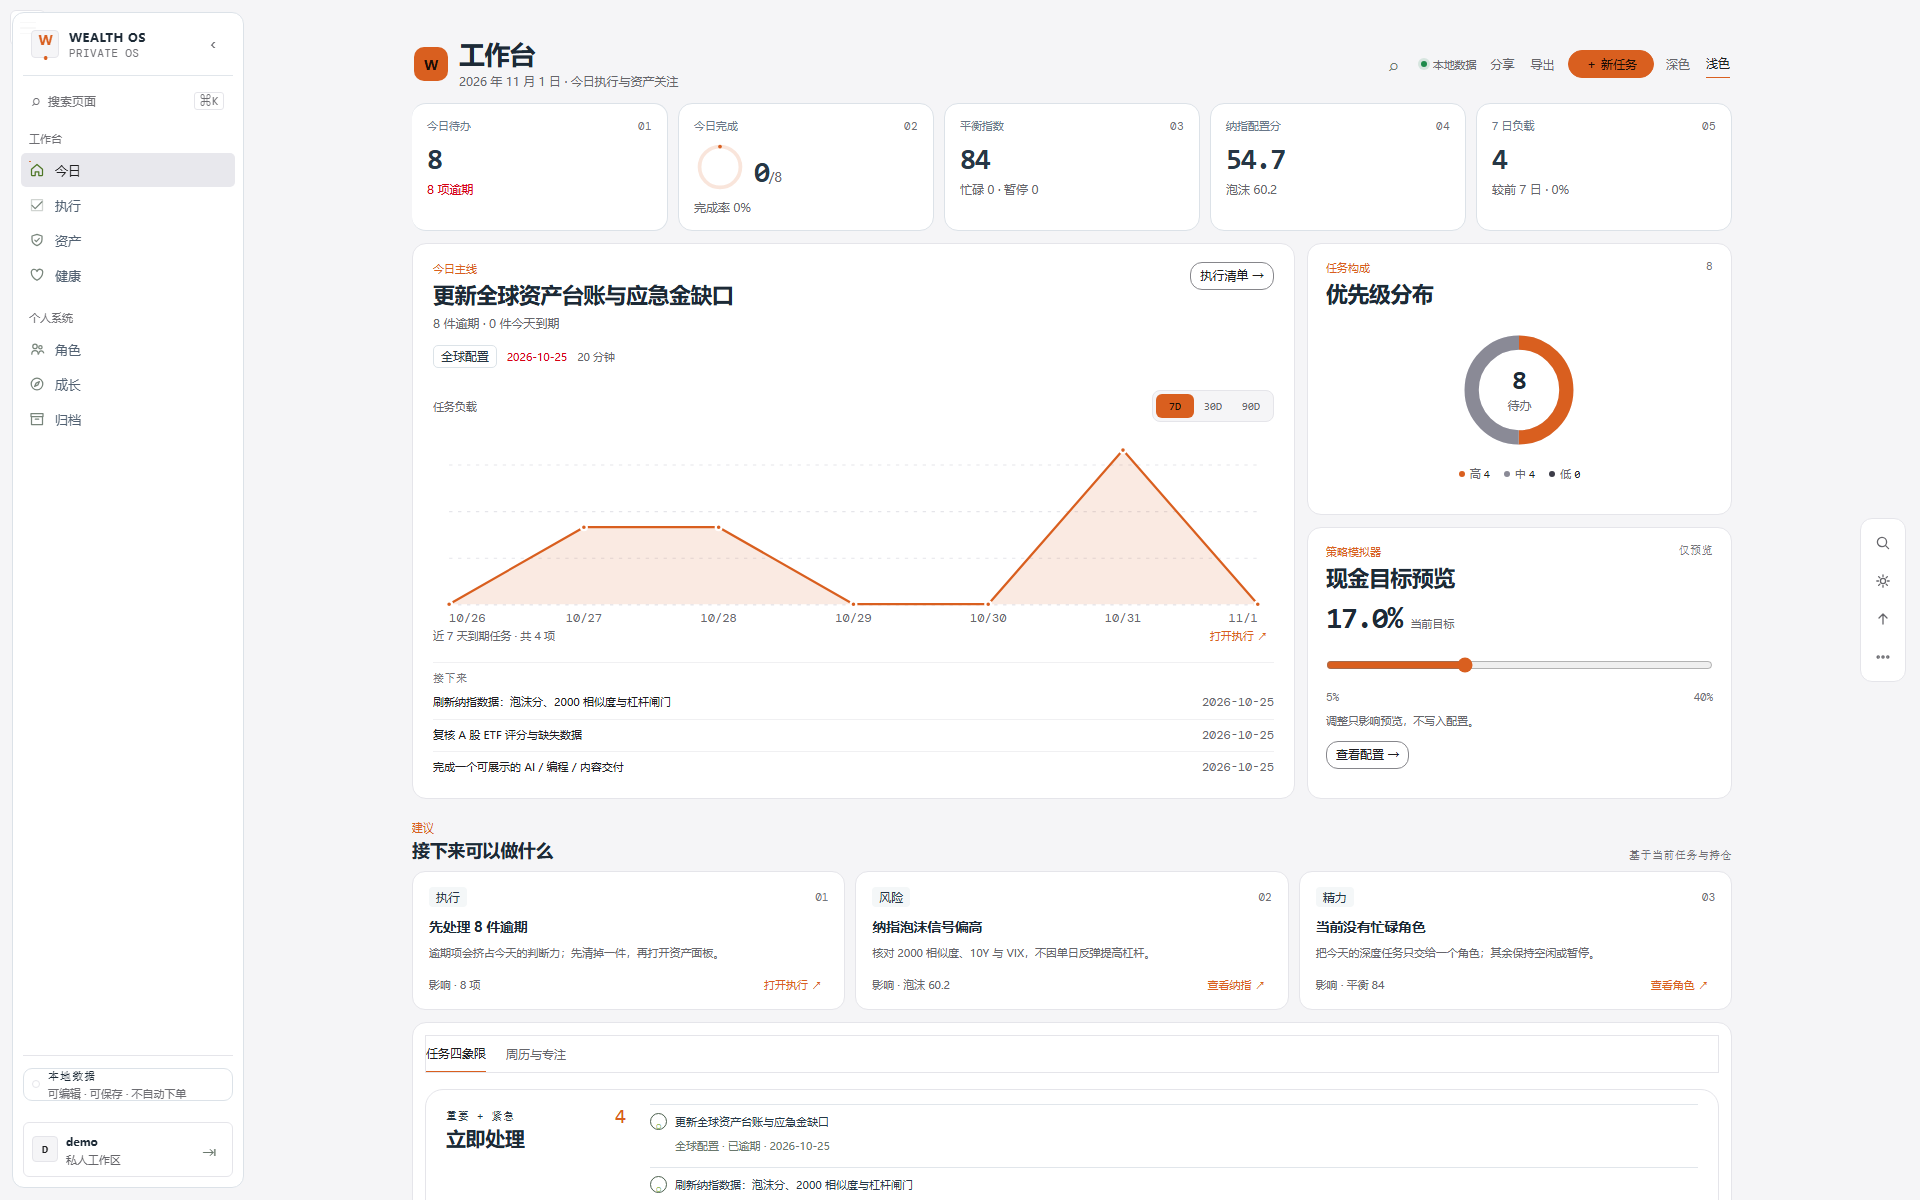 W
WEALTH OS
PRIVATE OS
‹
搜索页面
⌘K
工作台
今日
执行
资产
健康
个人系统
角色
成长
归档
本地数据
可编辑 · 可保存 · 不自动下单
D
demo
私人工作区
W
工作台
2026 年 11 月 1 日 · 今日执行与资产关注
本地数据
分享
导出
+ 新任务
深色
浅色
今日待办
01
8
8 项逾期
今日完成
02
0/8
完成率 0%
平衡指数
03
84
忙碌 0 · 暂停 0
纳指配置分
04
54.7
泡沫 60.2
7 日负载
05
4
较前 7 日 · 0%
今日主线
更新全球资产台账与应急金缺口
8 件逾期 · 0 件今天到期
执行清单 →
全球配置
2026-10-25
20 分钟
任务负载
7D
30D
90D
10/26
10/27
10/28
10/29
10/30
10/31
11/1
近 7 天到期任务 · 共 4 项
打开执行 ↗
接下来
刷新纳指数据：泡沫分、2000 相似度与杠杆闸门
2026-10-25
复核 A 股 ETF 评分与缺失数据
2026-10-25
完成一个可展示的 AI / 编程 / 内容交付
2026-10-25
任务构成
8
优先级分布
8
待办
高 4
中 4
低 0
策略模拟器
仅预览
现金目标预览
17.0% 当前目标
5%
40%
调整只影响预览，不写入配置。
查看配置 →
建议
接下来可以做什么
基于当前任务与持仓
执行
01
先处理 8 件逾期
逾期项会挤占今天的判断力；先清掉一件，再打开资产面板。
影响 · 8 项
打开执行 ↗
风险
02
纳指泡沫信号偏高
核对 2000 相似度、10Y 与 VIX，不因单日反弹提高杠杆。
影响 · 泡沫 60.2
查看纳指 ↗
精力
03
当前没有忙碌角色
把今天的深度任务只交给一个角色；其余保持空闲或暂停。
影响 · 平衡 84
查看角色 ↗
任务四象限
周历与专注
重要 + 紧急
立即处理
4
更新全球资产台账与应急金缺口
全球配置 · 已逾期 · 2026-10-25
刷新纳指数据：泡沫分、2000 相似度与杠杆闸门